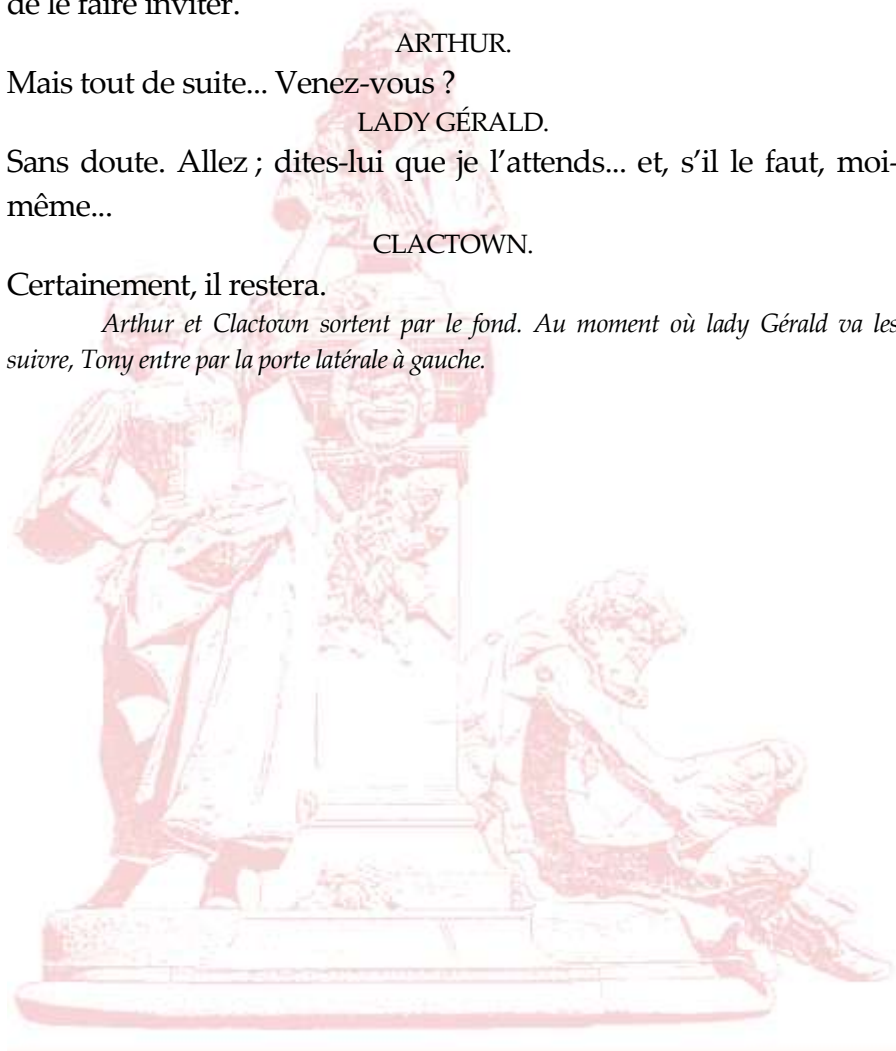 de le faire inviter.
ARTHUR.
Mais tout de suite... Venez-vous ?
LADY GÉRALD.
Sans doute. Allez ; dites-lui que je l’attends... et, s’il le faut, moi-
même...
CLACTOWN.
Certainement, il restera.
Arthur et Clactown sortent par le fond. Au moment où lady Gérald va les
suivre, Tony entre par la porte latérale à gauche.